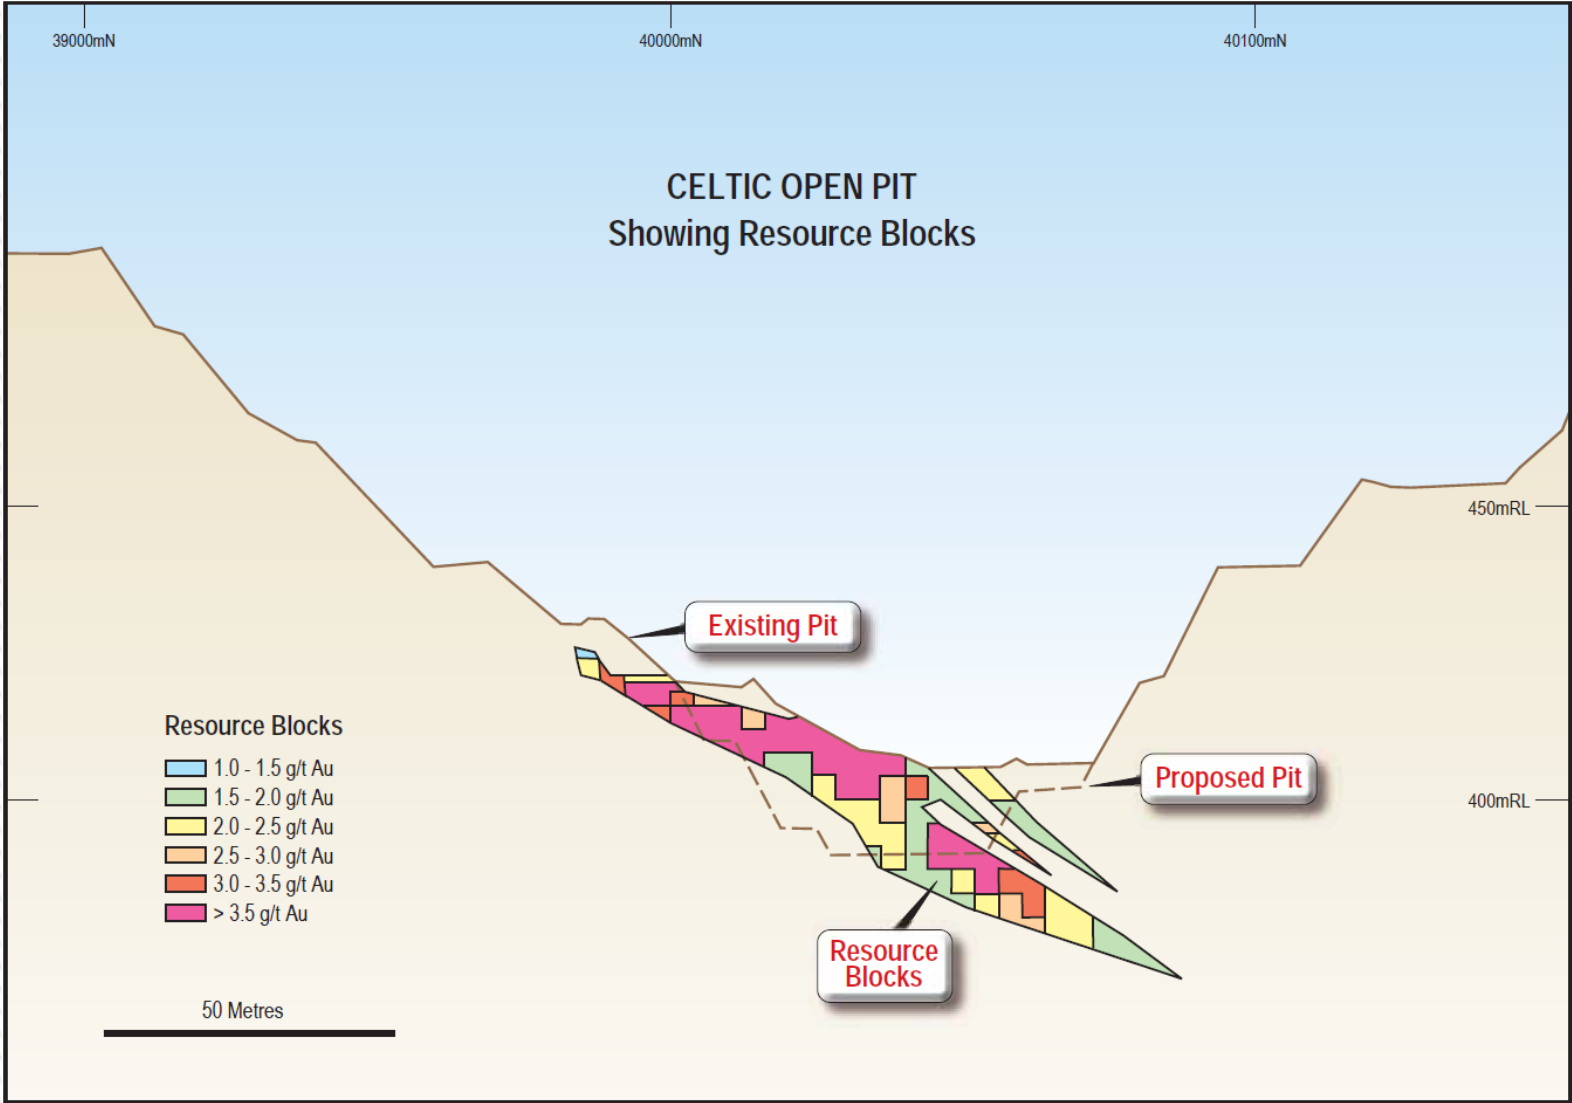 39000mN
40000mN
40100mN
CELTIC OPEN PIT
Showing Resource Blocks
450mRL
Existing Pit
Resource Blocks
1.0 - 1.5 g/t Au
1.5 - 2.0 g/t Au
2.0 - 2.5 g/t Au
2.5 - 3.0 g/t Au
3.0 - 3.5 g/t Au
> 3.5 g/t Au
Proposed Pit
400mRL
Resource
Blocks
50 Metres